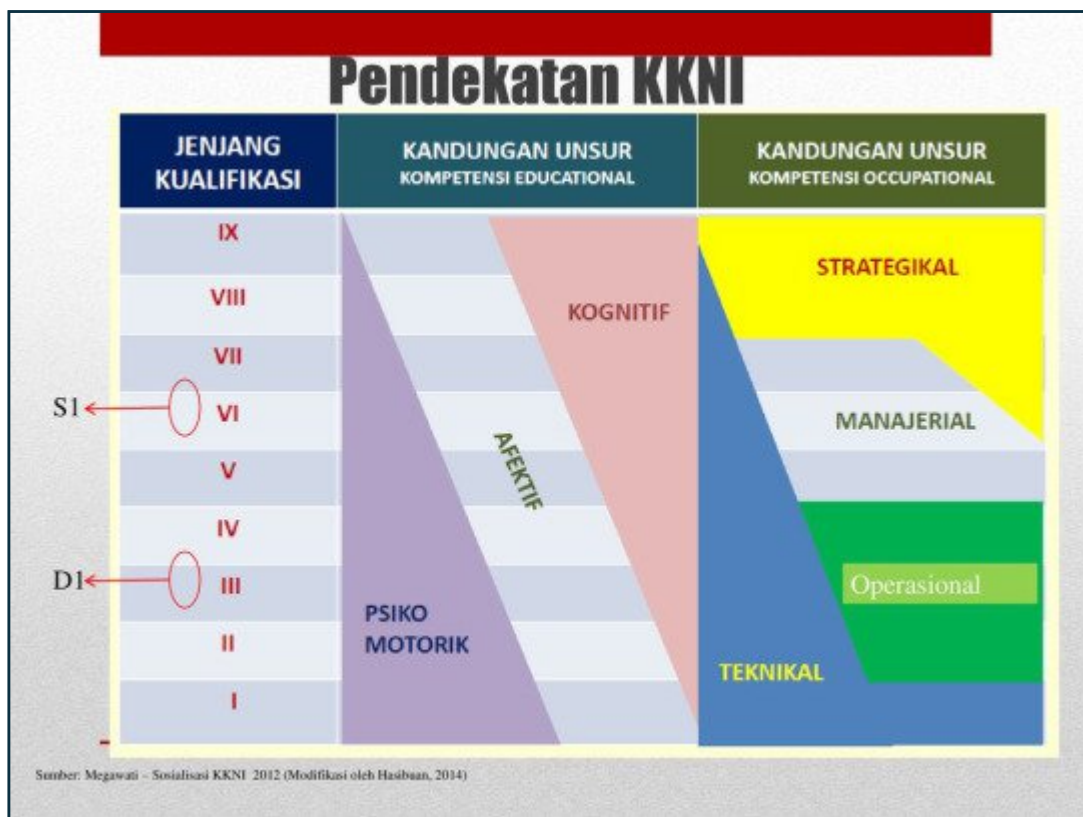 Pendekatan KKNI
JENJANG
KUALIFIKASI
KANDUNGAN UNSUR
KOMPETENSI EDUCATIONAL
KANDUNGAN UNSUR
KOMPETENSI OCCUPATIONAL
IX
VIII
VII
VI
V
IV
III
II
I
S1
D1
PSIKO
MOTORIK
AFEKTIF
KOGNITIF
STRATEGIKAL
MANAJERIAL
Operasional
TEKNIKAL
Sumber: Megawati – Sosialisasi KKNI 2012 (Modifikasi oleh Hasibuan, 2014)